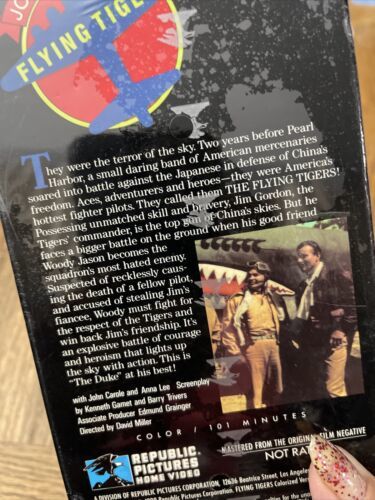 JO
FLYING TIGE
They were the terror of the sky. Two years before Pearl
Harbor, a small daring band of American mercenaries
soared into battle against the Japanese in defense of China's
freedom. Aces, adventurers and heroes—they were America's
hottest fighter pilots. They called them THE FLYING TIGERS!
Possessing unmatched skill and bravery, Jim Gordon, the
Tigers' commander, is the top gun of China's skies. But he
faces a bigger battle on the ground when his good friend
Woody Jason becomes the
squadron's most hated enemy.
Suspected of recklessly caus-
ing the death of a fellow pilot,
and accused of stealing Jim's
fiancee, Woody must fight for
the respect of the Tigers and
win back Jim's friendship. It's
an explosive battle of courage
and heroism that lights up
the sky with action. This is
"The Duke" at his best!
with John Carole and Anna Lee Screenplay
by Kenneth Gamet and Barry Trivers
Associate Producer Edmund Grainger
Directed by David Miller
COLOR / 101 MINUTES
MASTERED FROM THE ORIGINAL FILM NEGATIVE
NOT RAT
REPUBLIC
PICTURES
HOME VIDEO
A DIVISION OF REPUBLIC PICTURES CORPORATION, 12636 Beatrice Street, Los Angeles
Republic Pictures Corporation. FLYING TIGERS Colorized Version